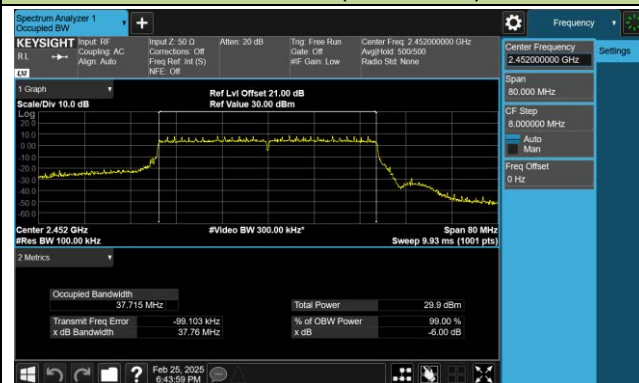 Spectrum Analyzer 1
Occupied BW
Frequency
KEYSIGHT
Input: RF
Coupling: AC
Align: Auto
RL
LXI
Input Z: 50 Ω
Corrections: Off
Freq Ref: Int (S)
NFE: Off
Atten: 20 dB
Trig: Free Run
Gate: Off
#IF Gain: Low
Center Freq: 2.452000000 GHz
Avg|Hold: 500/500
Radio Std: None
Center Frequency
2.452000000 GHz
Settings
Span
80.000 MHz
CF Step
8.000000 MHz
Auto
Man
Freq Offset
0 Hz
1 Graph
Scale/Div 10.0 dB
Ref Lvl Offset 21.00 dB
Ref Value 30.00 dBm
Log
20.0
10.0
0.00
-10.0
-20.0
-30.0
-40.0
-50.0
-60.0
Center 2.452 GHz
#Res BW 100.00 kHz
#Video BW 300.00 kHz*
Span 80 MHz
Sweep 9.93 ms (1001 pts)
2 Metrics
Occupied Bandwidth
37.715 MHz
Total Power 29.9 dBm
Transmit Freq Error -99.103 kHz
% of OBW Power 99.00 %
x dB Bandwidth 37.76 MHz
x dB -6.00 dB
?
Feb 25, 2025
6:43:59 PM